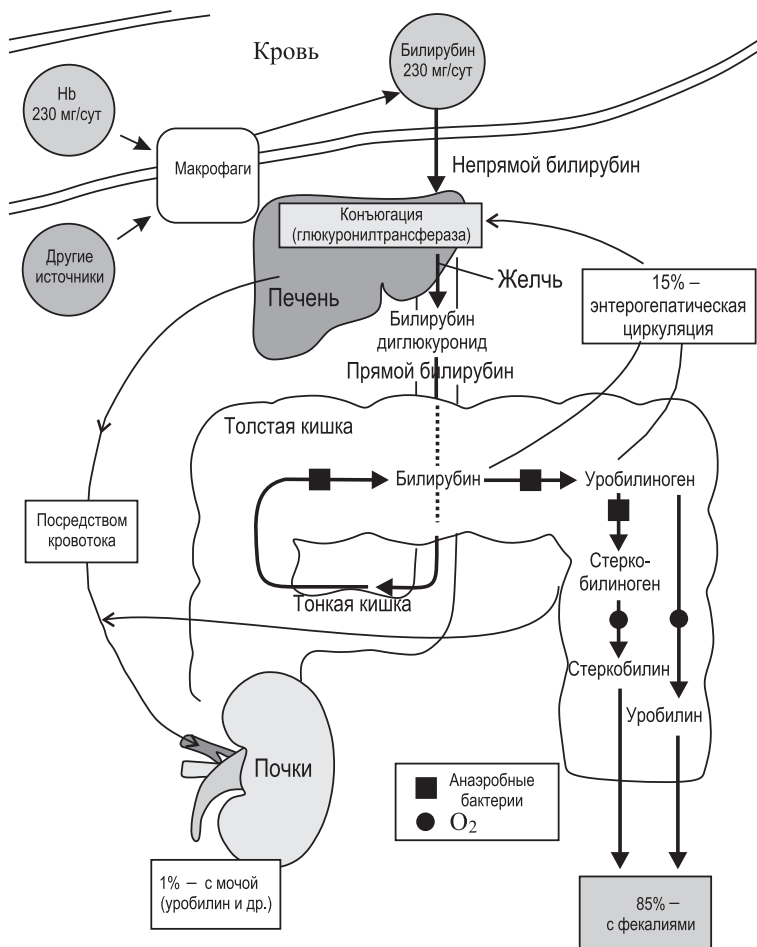 Кровь
Билирубин
230 мг/сут
Hb
230 мг/сут
Макрофаги
Непрямой билирубин
Конъюгация
(глюкуронилтрансфераза)
Другие
источники
Печень
Желчь
15% –
энтерогепатическая
циркуляция
Билирубин
диглюкуронид
Прямой билирубин
Толстая кишка
Билирубин
Уробилиноген
Посредством
кровотока
Стерко-
билиноген
Тонкая кишка
Стеркобилин
Уробилин
Почки
Анаэробные
бактерии
O₂
1% – с мочой
(уробилин и др.)
85% –
с фекалиями